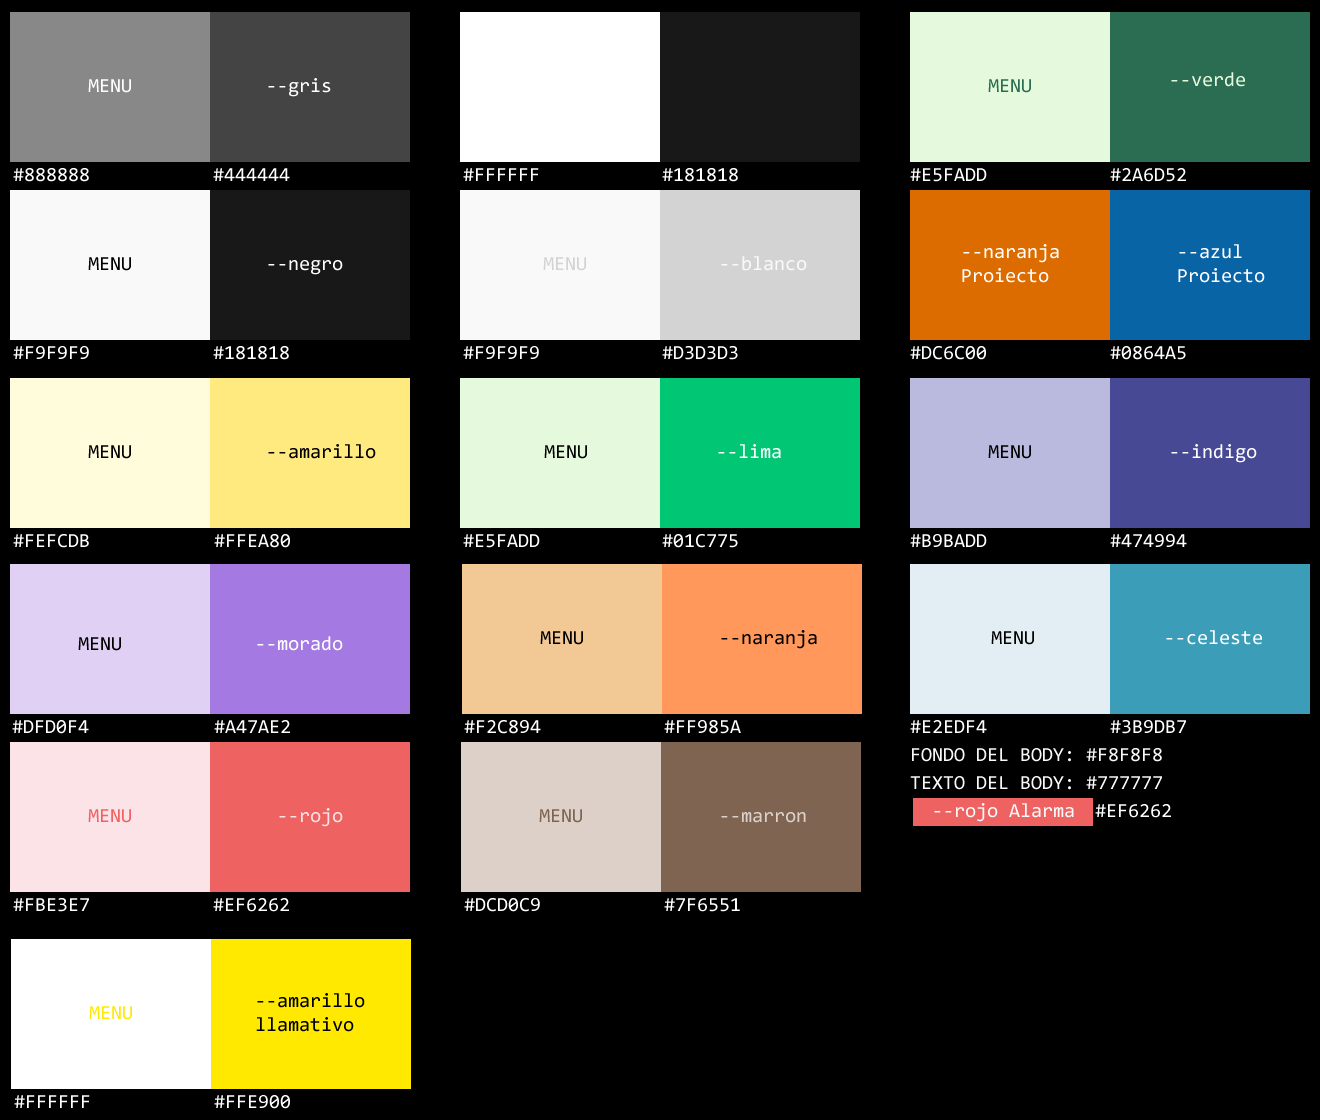 MENU --gris
#888888 #444444
#FFFFFF #181818
MENU --verde
#E5FADD #2A6D52
MENU --negro
#F9F9F9 #181818
MENU --blanco
#F9F9F9 #D3D3D3
--naranja
Proiecto
--azul
Proiecto
#DC6C00 #0864A5
MENU --amarillo
#FEFCDB #FFEA80
MENU --lima
#E5FADD #01C775
MENU --indigo
#B9BADD #474994
MENU --morado
#DFD0F4 #A47AE2
MENU --naranja
#F2C894 #FF985A
MENU --celeste
#E2EDF4 #3B9DB7
FONDO DEL BODY: #F8F8F8
TEXTO DEL BODY: #777777
--rojo Alarma #EF6262
MENU --rojo
#FBE3E7 #EF6262
MENU --marron
#DCD0C9 #7F6551
MENU
--amarillo
llamativo
#FFFFFF #FFE900